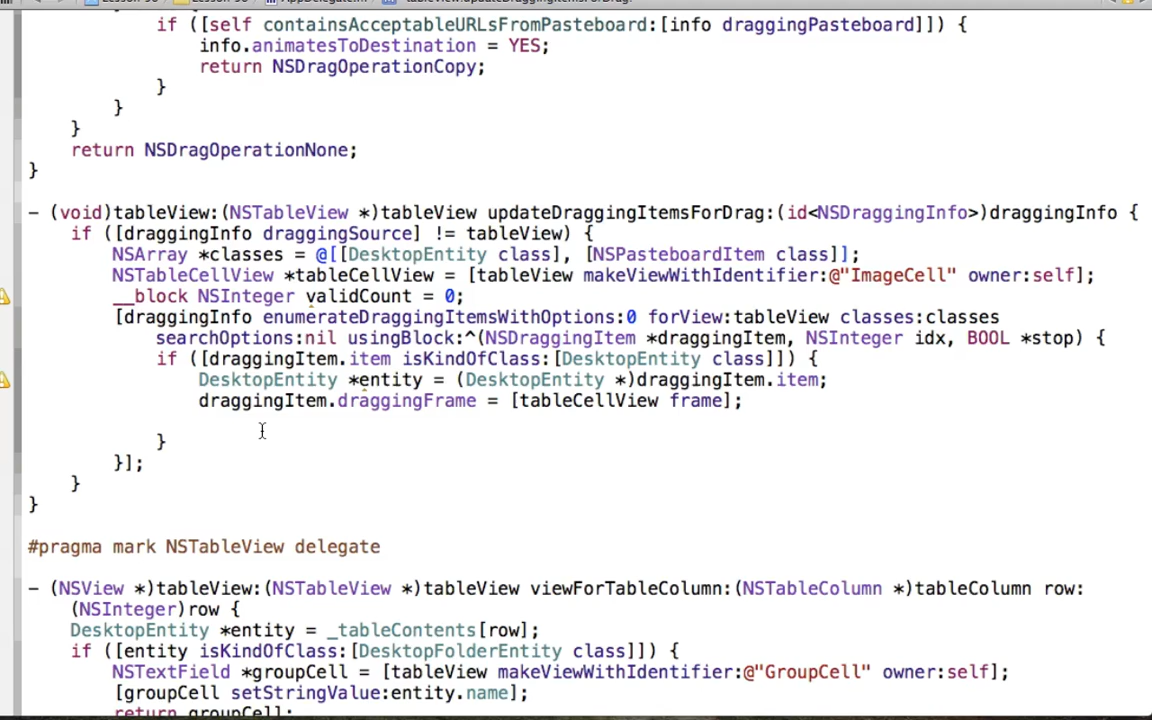 if ([self containsAcceptableURLsFromPasteboard:[info draggingPasteboard]]) {
info.animatesToDestination = YES;
return NSDragOperationCopy;
}
}
}
return NSDragOperationNone;
}
- (void)tableView:(NSTableView *)tableView updateDraggingItemsForDrag:(id<NSDraggingInfo>)draggingInfo {
if ([draggingInfo draggingSource] != tableView) {
NSArray *classes = @[[DesktopEntity class], [NSPasteboardItem class]];
NSTableCellView *tableCellView = [tableView makeViewWithIdentifier:@"ImageCell" owner:self];
__block NSInteger validCount = 0;
[draggingInfo enumerateDraggingItemsWithOptions:0 forView:tableView classes:classes
searchOptions:nil usingBlock:^(NSDraggingItem *draggingItem, NSInteger idx, BOOL *stop) {
if ([draggingItem.item isKindOfClass:[DesktopEntity class]]) {
DesktopEntity *entity = (DesktopEntity *)draggingItem.item;
draggingItem.draggingFrame = [tableCellView frame];
}
}];
}
}
#pragma mark NSTableView delegate
- (NSView *)tableView:(NSTableView *)tableView viewForTableColumn:(NSTableColumn *)tableColumn row:
(NSInteger)row {
DesktopEntity *entity = _tableContents[row];
if ([entity isKindOfClass:[DesktopFolderEntity class]]) {
NSTextField *groupCell = [tableView makeViewWithIdentifier:@"GroupCell" owner:self];
[groupCell setStringValue:entity.name];
return groupCell;